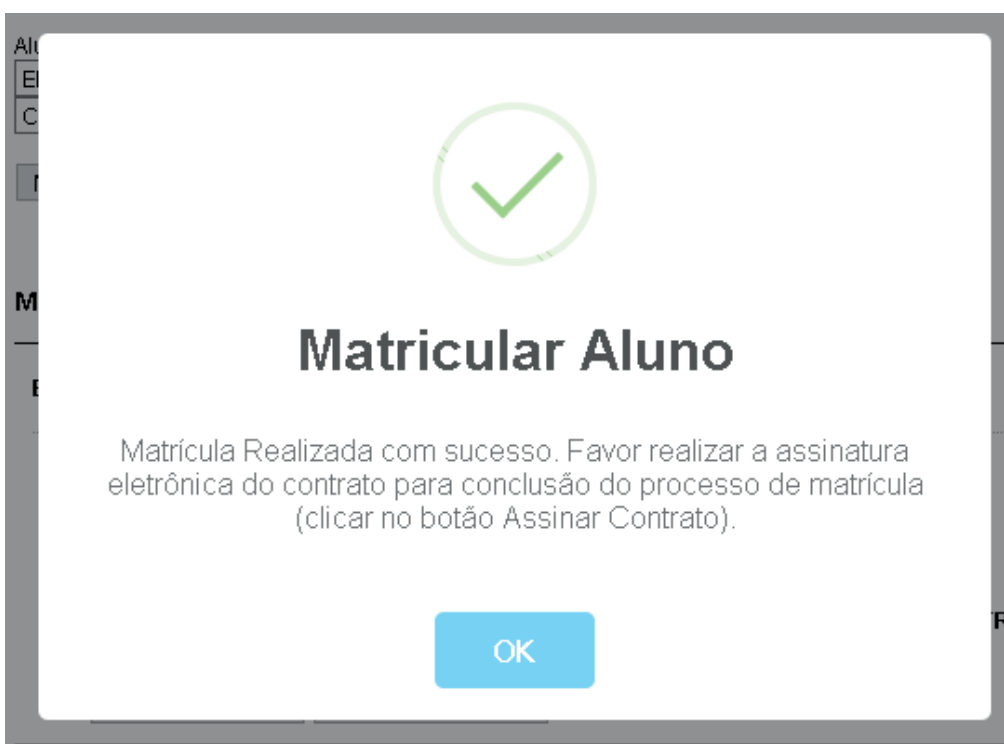 Matricular Aluno
Matrícula Realizada com sucesso. Favor realizar a assinatura
eletrônica do contrato para conclusão do processo de matrícula
(clicar no botão Assinar Contrato).
OK